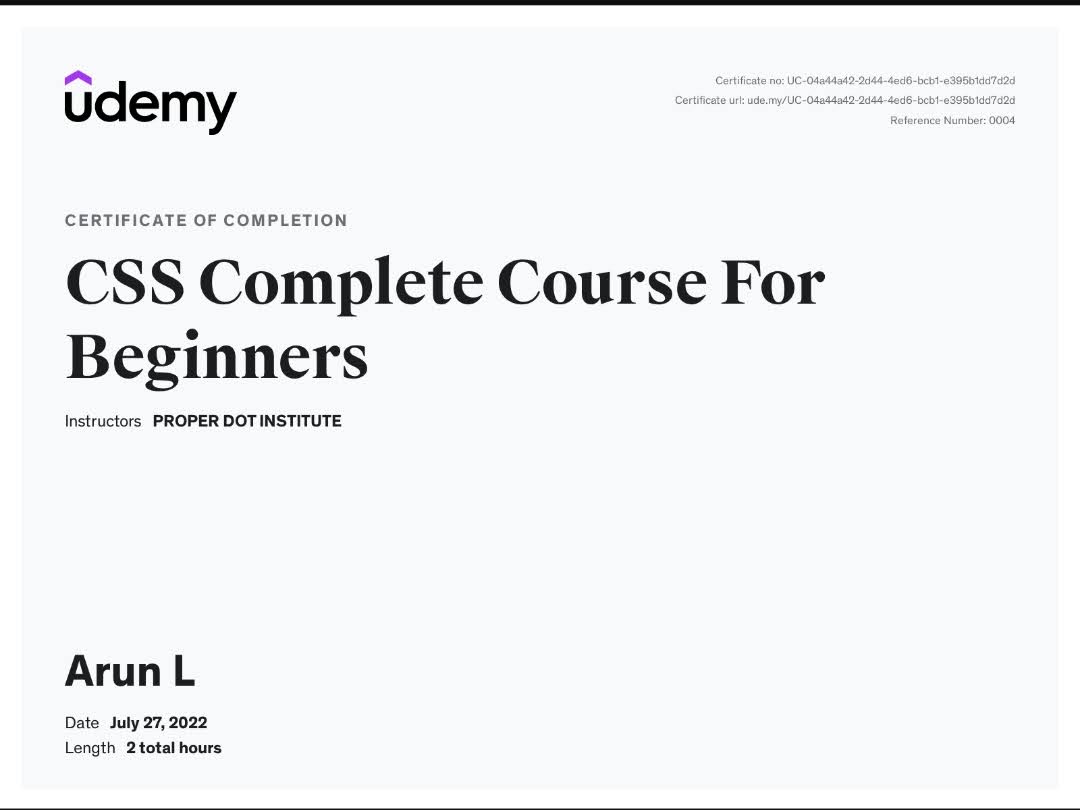 udemy
Certificate no: UC-04a44a42-2d44-4ed6-bcb1-e395b1dd7d2d
Certificate url: ude.my/UC-04a44a42-2d44-4ed6-bcb1-e395b1dd7d2d
Reference Number: 0004
CERTIFICATE OF COMPLETION
CSS Complete Course For
Beginners
Instructors PROPER DOT INSTITUTE
Arun L
Date July 27, 2022
Length 2 total hours